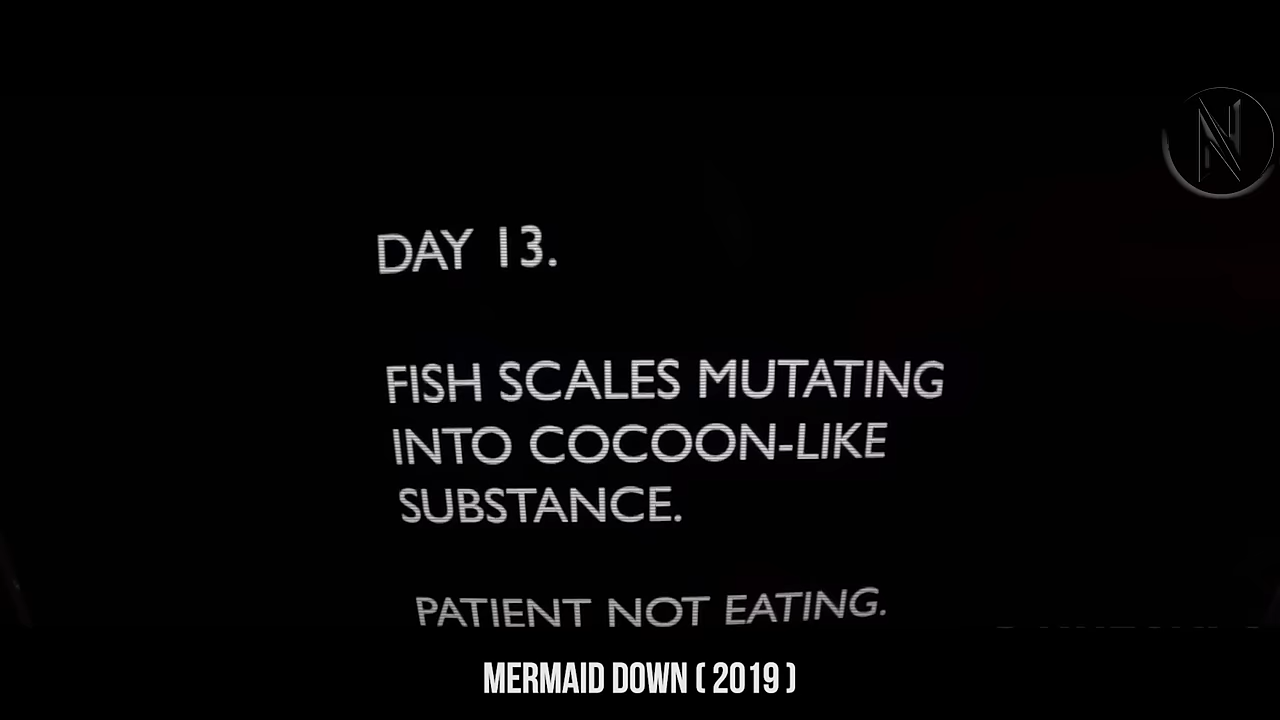 N
DAY 13.
FISH SCALES MUTATING
INTO COCOON-LIKE
SUBSTANCE.
PATIENT NOT EATING.
MERMAID DOWN ( 2019 )